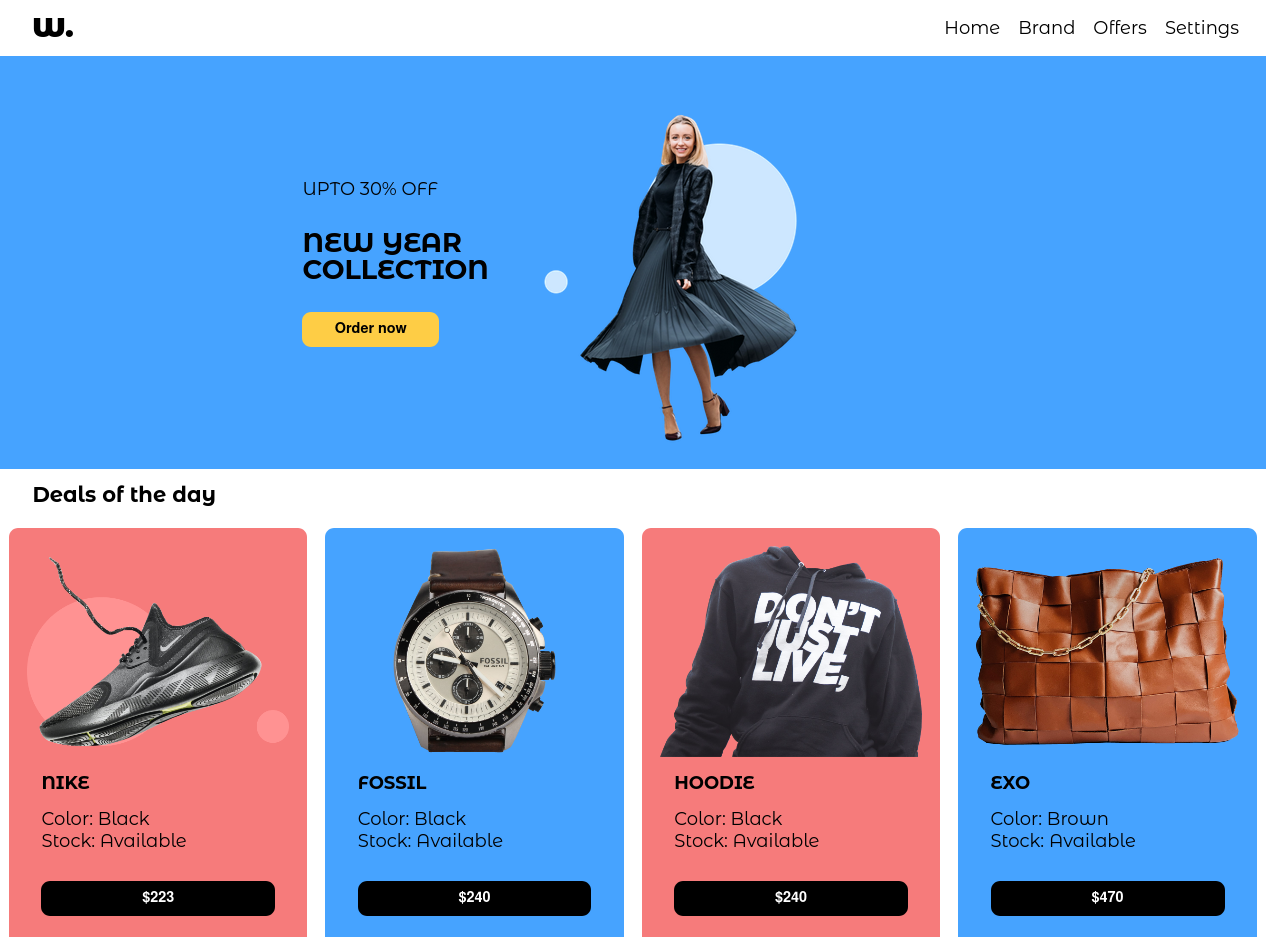 w.
Home Brand Offers Settings
UPTO 30% OFF
NEW YEAR
COLLECTION
Order now
Deals of the day
FOSSIL
DON'T
JUST
LIVE,
NIKE
Color: Black
Stock: Available
$223
FOSSIL
Color: Black
Stock: Available
$240
HOODIE
Color: Black
Stock: Available
$240
EXO
Color: Brown
Stock: Available
$470